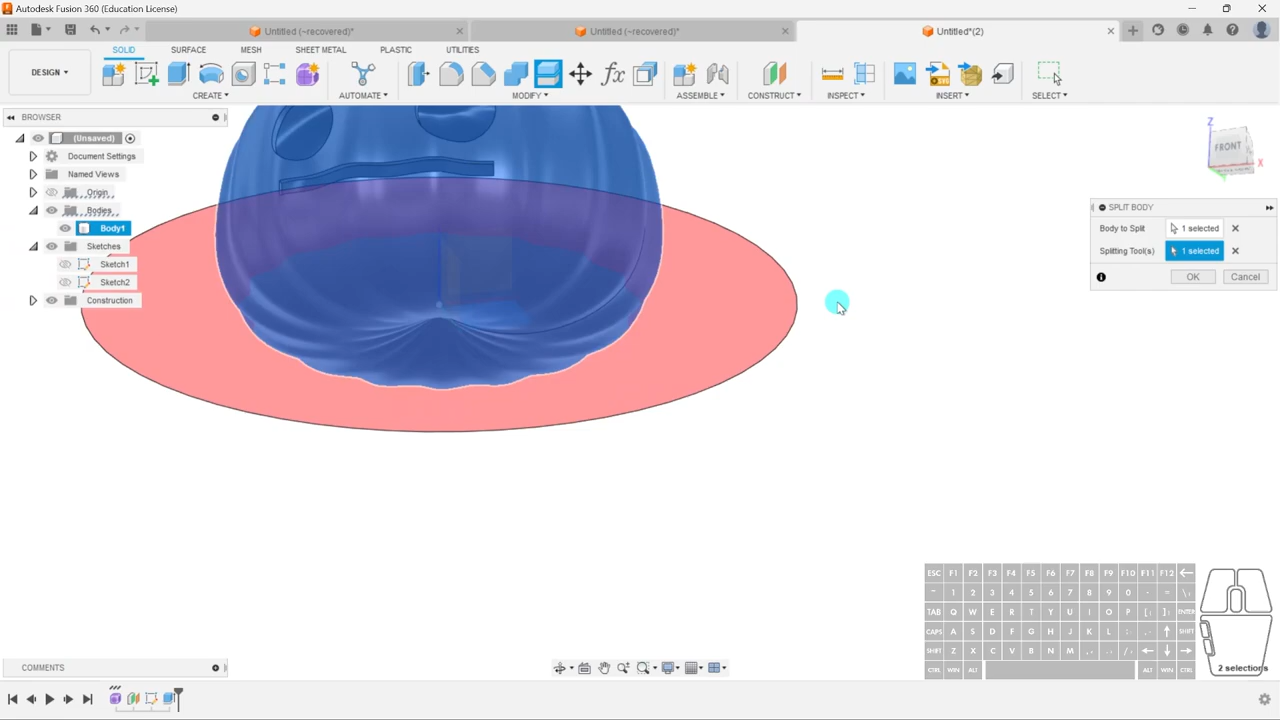 Autodesk Fusion 360 (Education License)
Untitled (~recovered)*
Untitled (~recovered)*
Untitled*(2)
SOLID SURFACE MESH SHEET METAL PLASTIC UTILITIES
DESIGN
CREATE AUTOMATE MODIFY ASSEMBLE CONSTRUCT INSPECT INSERT SELECT
BROWSER
(Unsaved)
Document Settings
Named Views
Origin
Bodies
Body1
Sketches
Sketch1
Sketch2
Construction
Z
FRONT
X
SPLIT BODY
Body to Split 1 selected
Splitting Tool(s) 1 selected
OK Cancel
ESC F1 F2 F3 F4 F5 F6 F7 F8 F9 F10 F11 F12
~ 1 2 3 4 5 6 7 8 9 0 - = \
TAB Q W E R T Y U I O P [ ] ENTER
CAPS A S D F G H J K L ; SHIFT
SHIFT Z X C V B N M , . /
CTRL WIN ALT ALT WIN CTRL
2 selections
COMMENTS